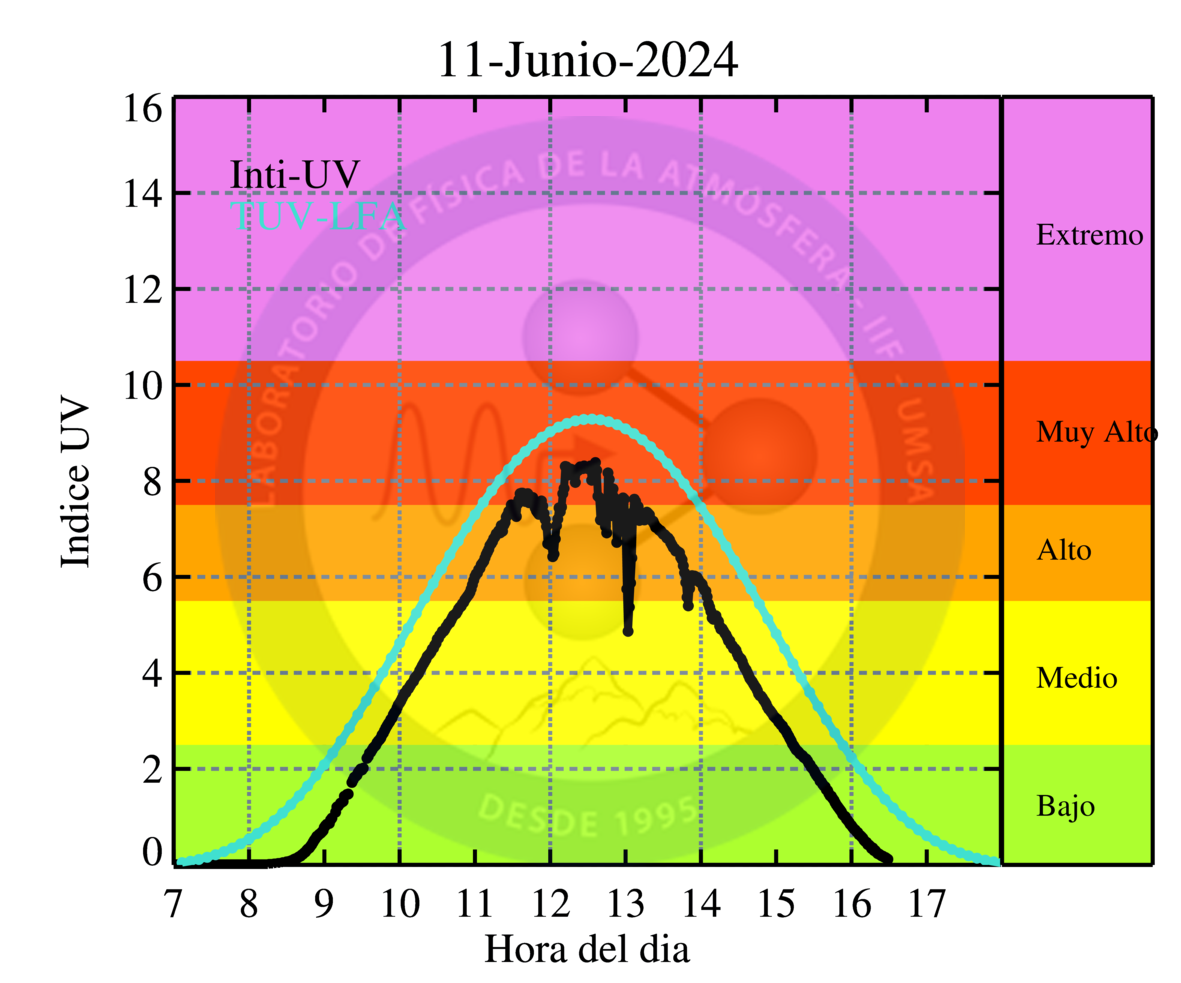 11-Junio-2024
Indice UV
16
14
12
10
8
6
4
2
0
Inti-UV
TUV-LFA
LABORATORIO DE FÍSICA DE LA ATMÓSFERA - IIF - UMSA
DESDE 1995
Extremo
Muy Alto
Alto
Medio
Bajo
7 8 9 10 11 12 13 14 15 16 17
Hora del dia